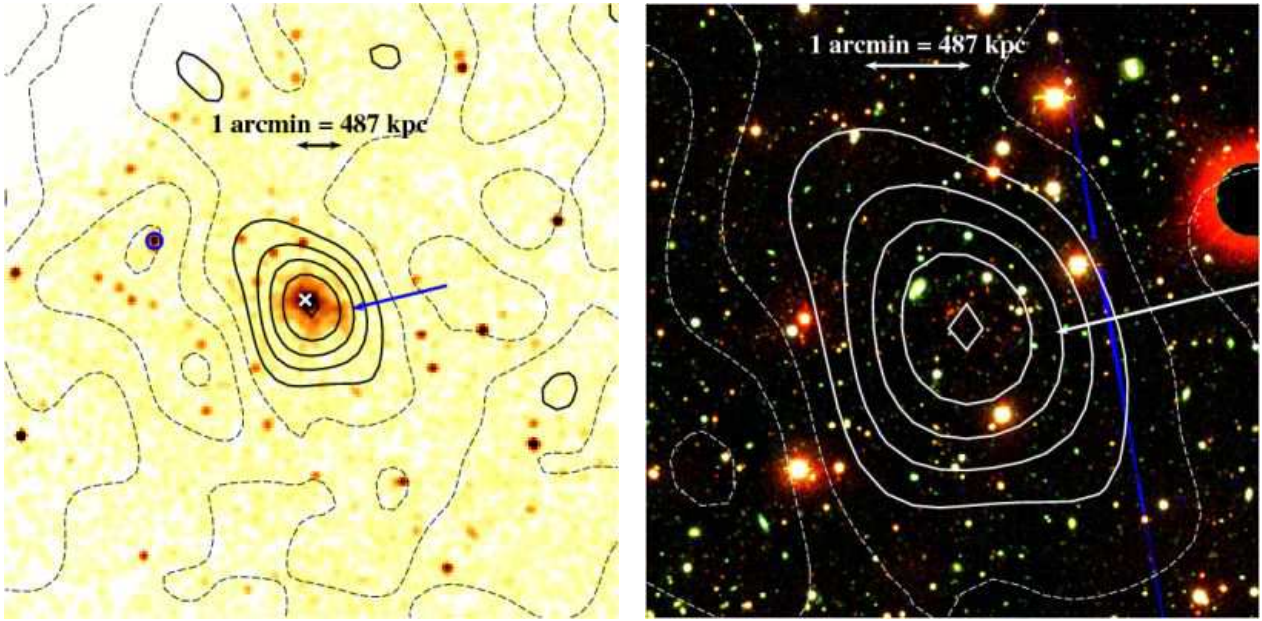 1 arcmin = 487 kpc
1 arcmin = 487 kpc